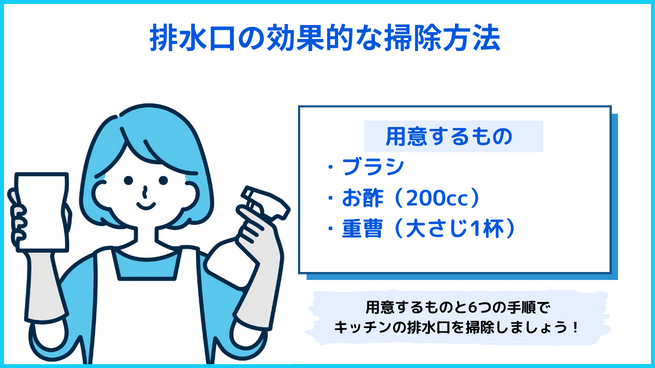 排水口の効果的な掃除方法
用意するもの
・ブラシ
・お酢（200cc）
・重曹（大さじ1杯）
用意するものと6つの手順で
キッチンの排水口を掃除しましょう！